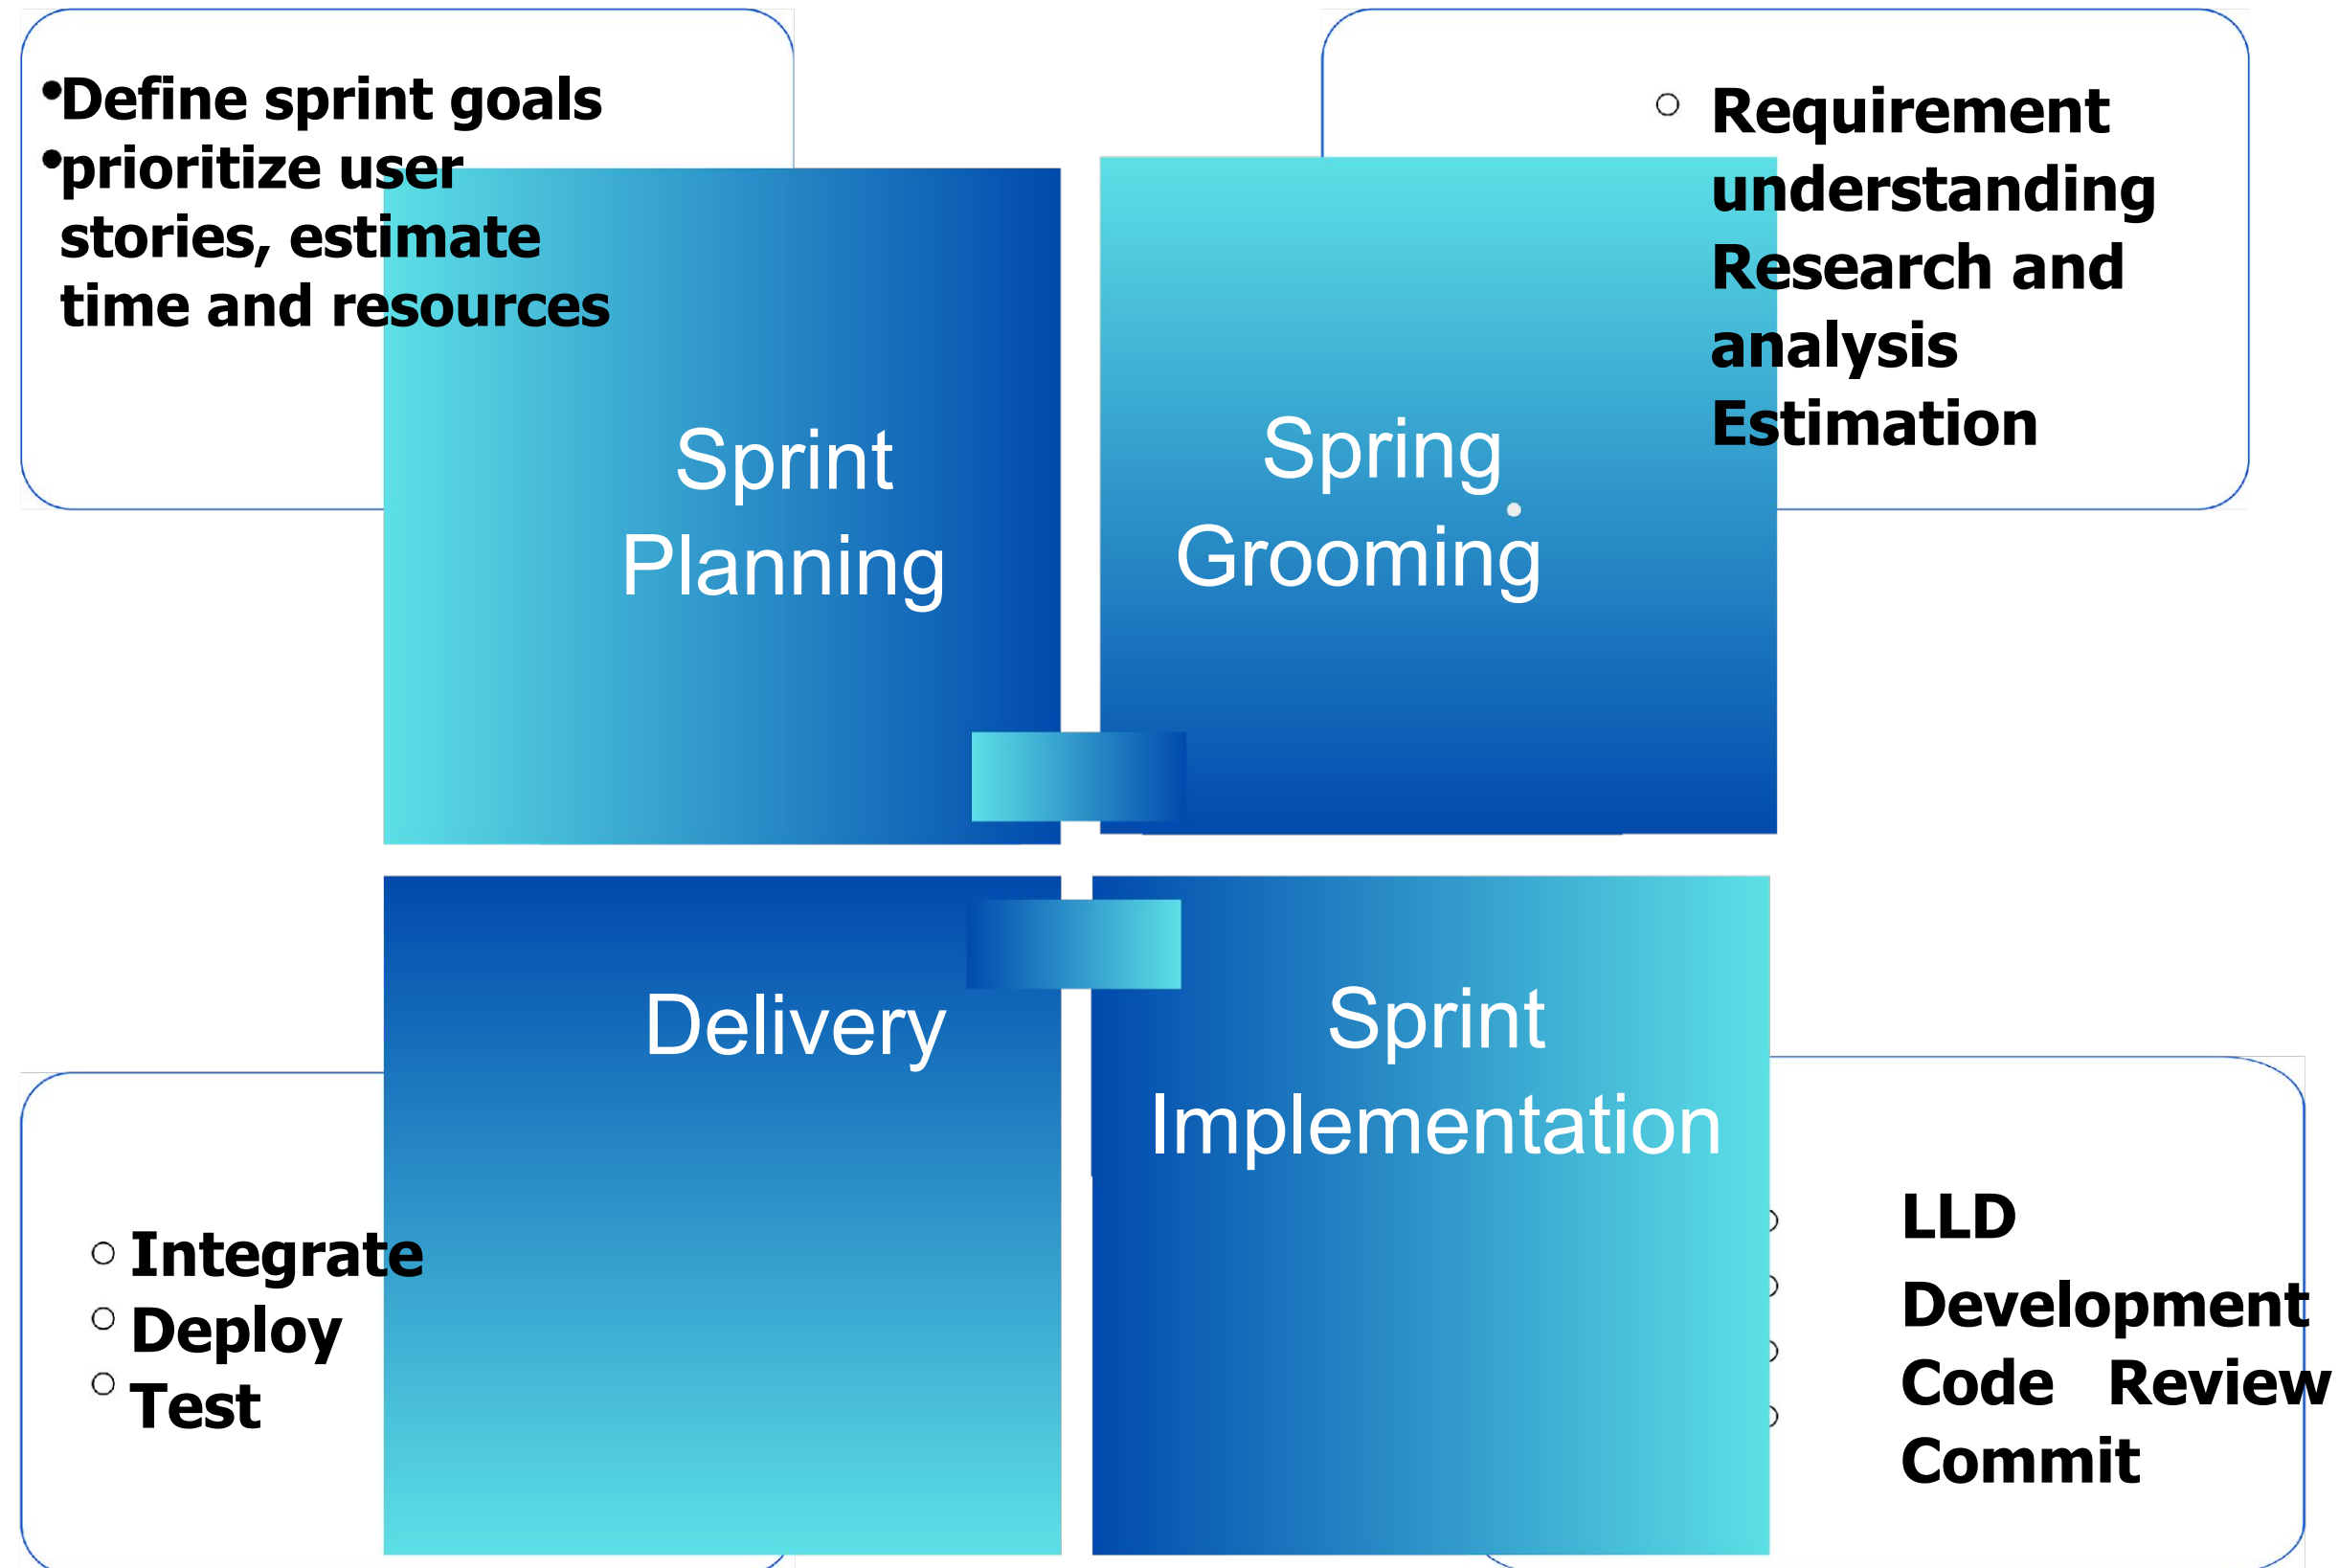 •Define sprint goals
•prioritize user
stories, estimate
time and resources
Sprint
Planning
○ Requirement
understanding
Research and
analysis
Estimation
Spring
Grooming
Delivery
○ Integrate
○ Deploy
○ Test
Sprint
Implementation
○ LLD
○ Development
○ Code Review
○ Commit